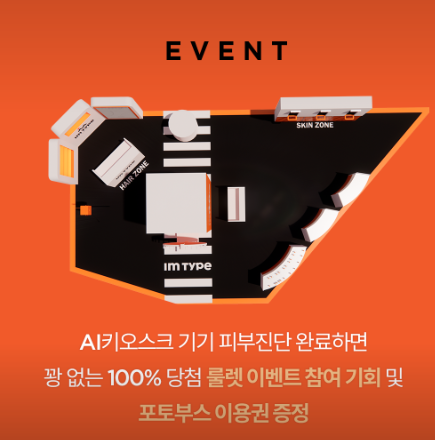 EVENT
SKIN ZONE
HAIR ZONE
IM TYPE
AI키오스크 기기 피부진단 완료하면
꽝 없는 100% 당첨 룰렛 이벤트 참여 기회 및
포토부스 이용권 증정